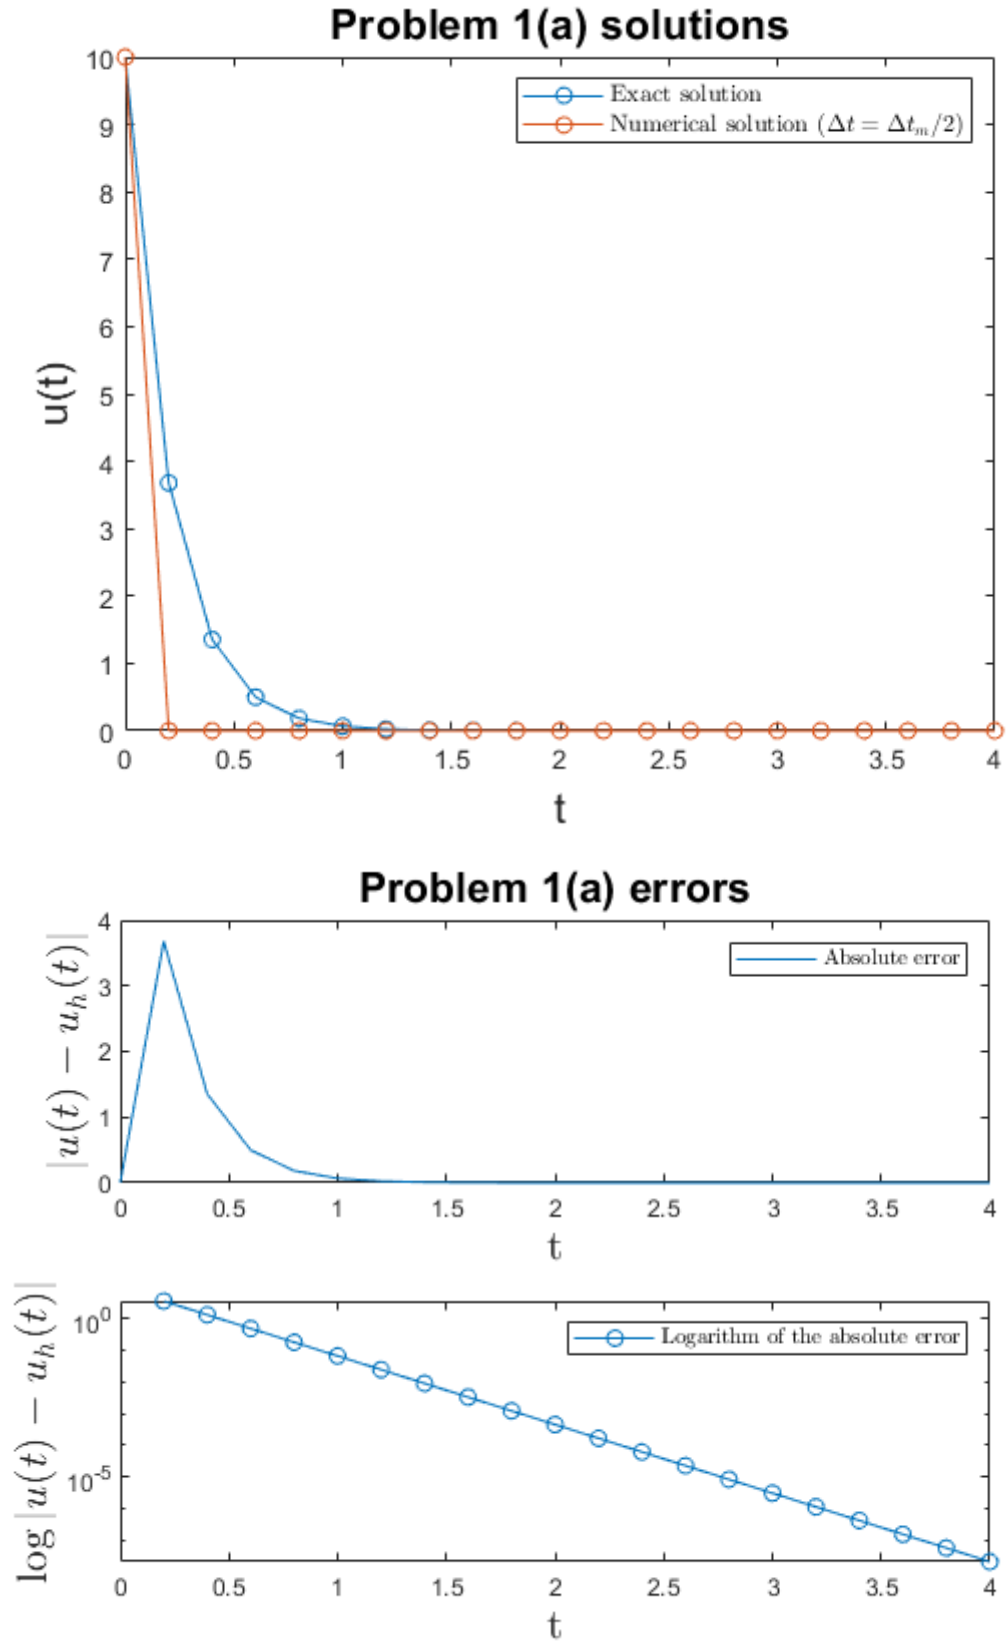 Problem 1(a) solutions
10
9
8
7
6
5
4
3
2
1
0
u(t)
Exact solution
Numerical solution (Δt = Δt_m/2)
0 0.5 1 1.5 2 2.5 3 3.5 4
t
Problem 1(a) errors
4
3
2
1
0
|u(t) − u_h(t)|
Absolute error
0 0.5 1 1.5 2 2.5 3 3.5 4
t
10^0
10^-5
log |u(t) − u_h(t)|
Logarithm of the absolute error
0 0.5 1 1.5 2 2.5 3 3.5 4
t